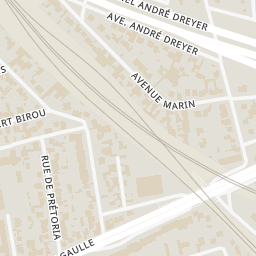 EL ANDRÉ DREYER
AVE. ANDRÉ DREYER
AVENUE MARIN
S
RT BIROU
RUE DE PRÉTORIA
GAULLE